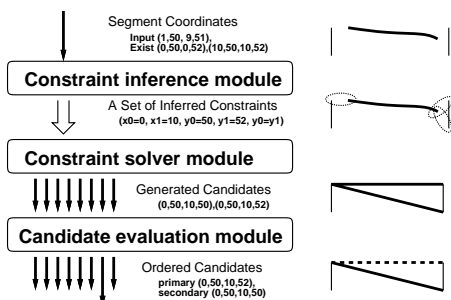 Segment Coordinates
Input (1,50, 9,51),
Exist (0,50,0,52),(10,50,10,52)
Constraint inference module
A Set of Inferred Constraints
(x0=0, x1=10, y0=50, y1=52, y0=y1)
Constraint solver module
Generated Candidates
(0,50,10,50),(0,50,10,52)
Candidate evaluation module
Ordered Candidates
primary (0,50,10,52),
secondary (0,50,10,50)